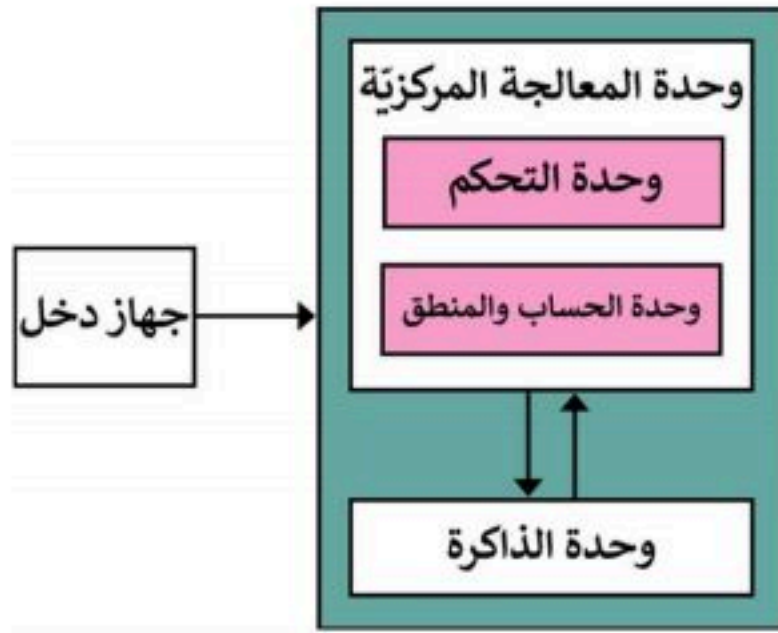 وحدة المعالجة المركزيّة
وحدة التحكم
وحدة الحساب والمنطق
جهاز دخل
وحدة الذاكرة